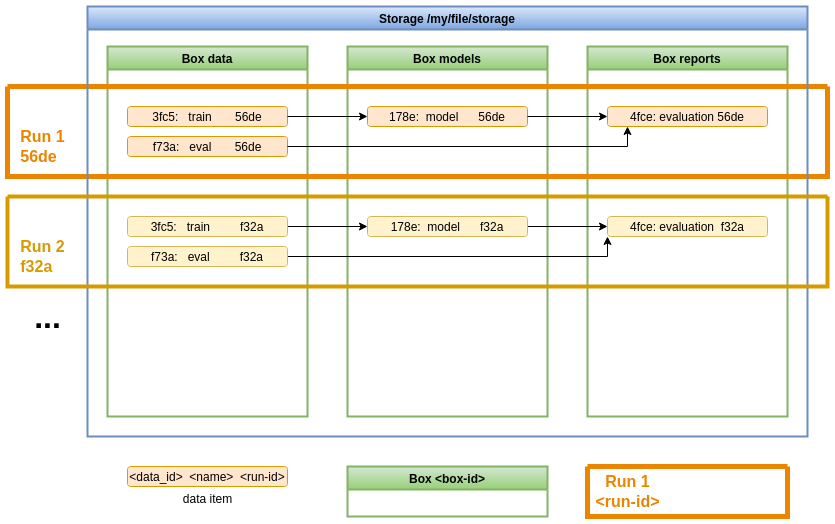 Storage /my/file/storage
Box data
Box models
Box reports
Run 1
56de
3fc5: train 56de
178e: model 56de
4fce: evaluation 56de
f73a: eval 56de
Run 2
f32a
3fc5: train f32a
178e: model f32a
4fce: evaluation f32a
f73a: eval f32a
...
<data_id> <name> <run-id>
data item
Box <box-id>
Run 1
<run-id>